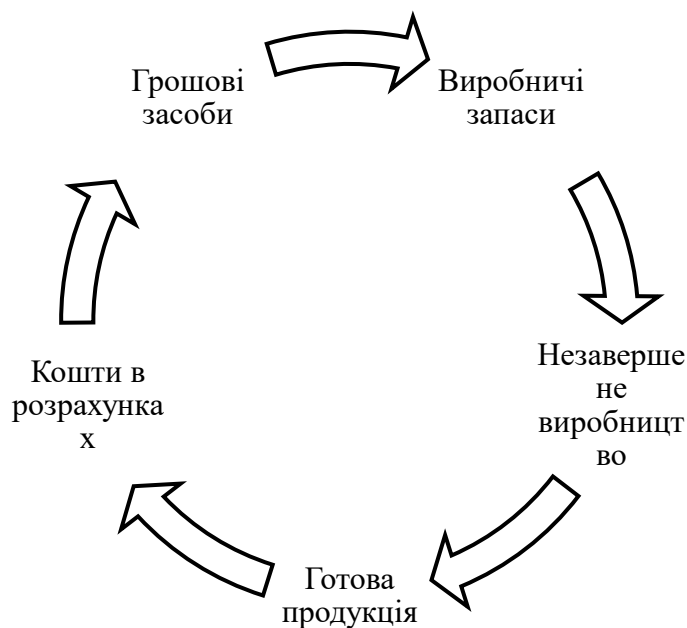 Грошові
засоби
Виробничі
запаси
Незаверше
не
виробницт
во
Готова
продукція
Кошти в
розрахунка
х